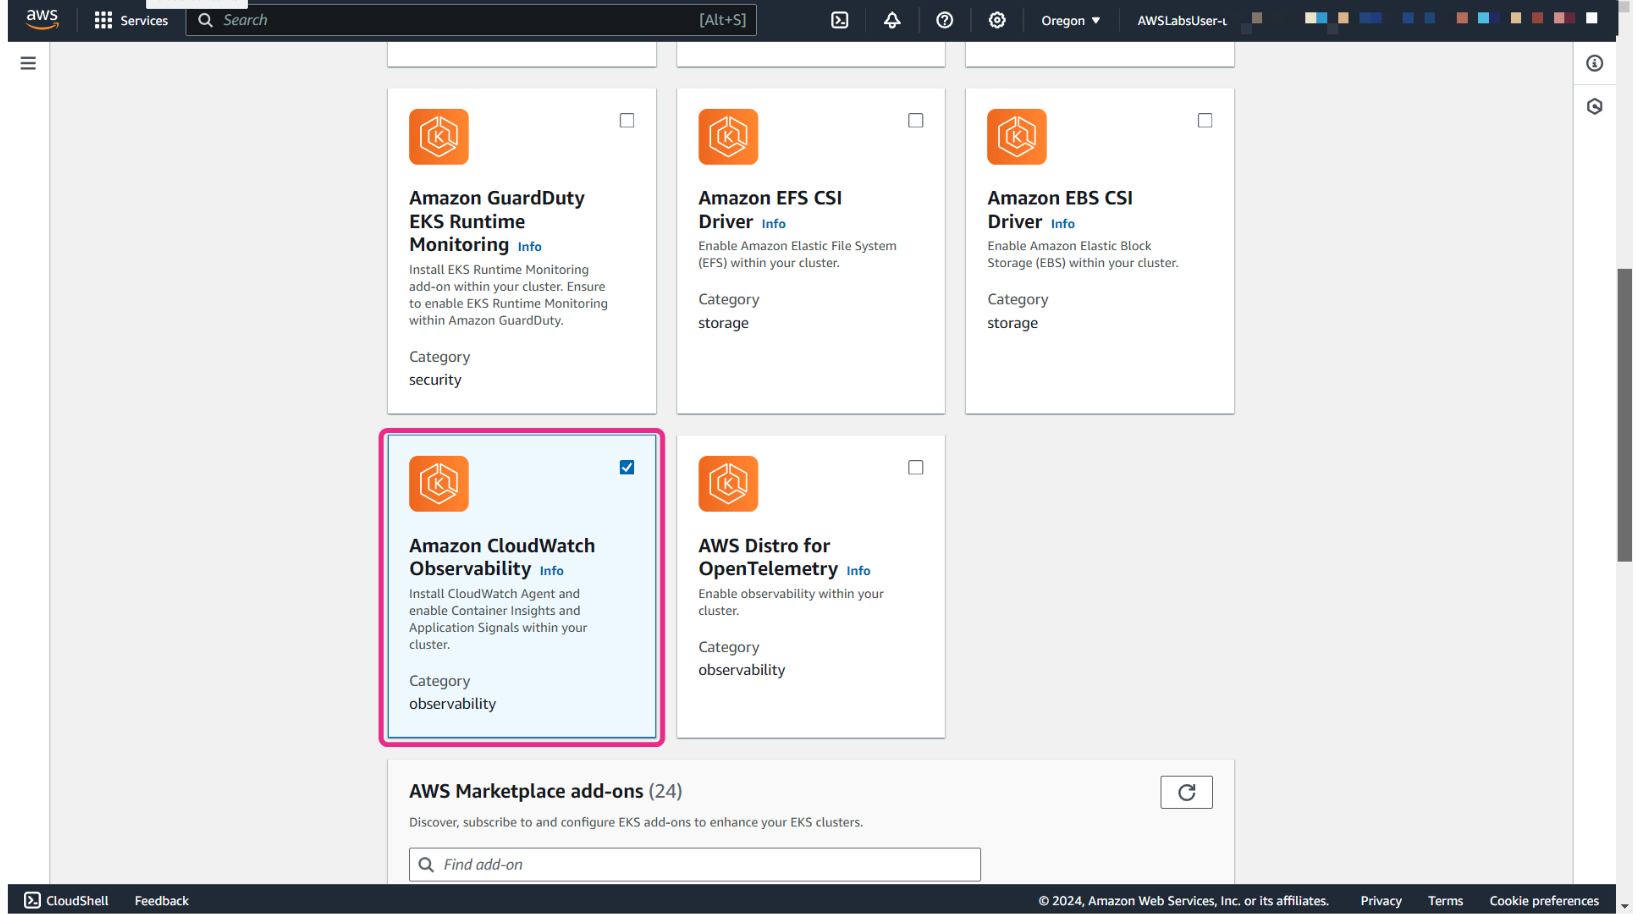 aws
Services
Search
[Alt+S]
Oregon
AWSLabsUser-
Amazon GuardDuty
EKS Runtime
Monitoring Info
Install EKS Runtime Monitoring
add-on within your cluster. Ensure
to enable EKS Runtime Monitoring
within Amazon GuardDuty.
Category
security
Amazon EFS CSI
Driver Info
Enable Amazon Elastic File System
(EFS) within your cluster.
Category
storage
Amazon EBS CSI
Driver Info
Enable Amazon Elastic Block
Storage (EBS) within your cluster.
Category
storage
Amazon CloudWatch
Observability Info
Install CloudWatch Agent and
enable Container Insights and
Application Signals within your
cluster.
Category
observability
AWS Distro for
OpenTelemetry Info
Enable observability within your
cluster.
Category
observability
AWS Marketplace add-ons (24)
Discover, subscribe to and configure EKS add-ons to enhance your EKS clusters.
Find add-on
CloudShell
Feedback
© 2024, Amazon Web Services, Inc. or its affiliates.
Privacy
Terms
Cookie preferences